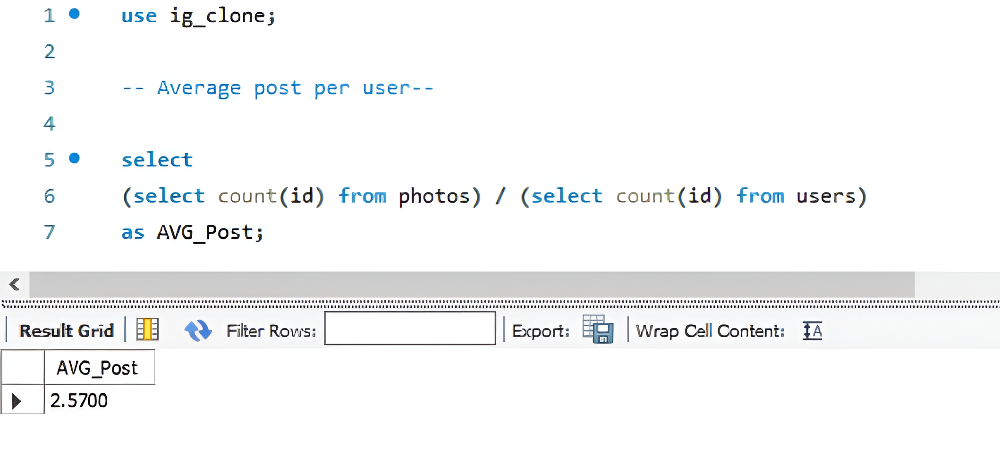 1 use ig_clone;
2
3 -- Average post per user--
4
5 select
6 (select count(id) from photos) / (select count(id) from users)
7 as AVG_Post;
Result Grid Filter Rows: Export: Wrap Cell Content: A
AVG_Post
2.5700